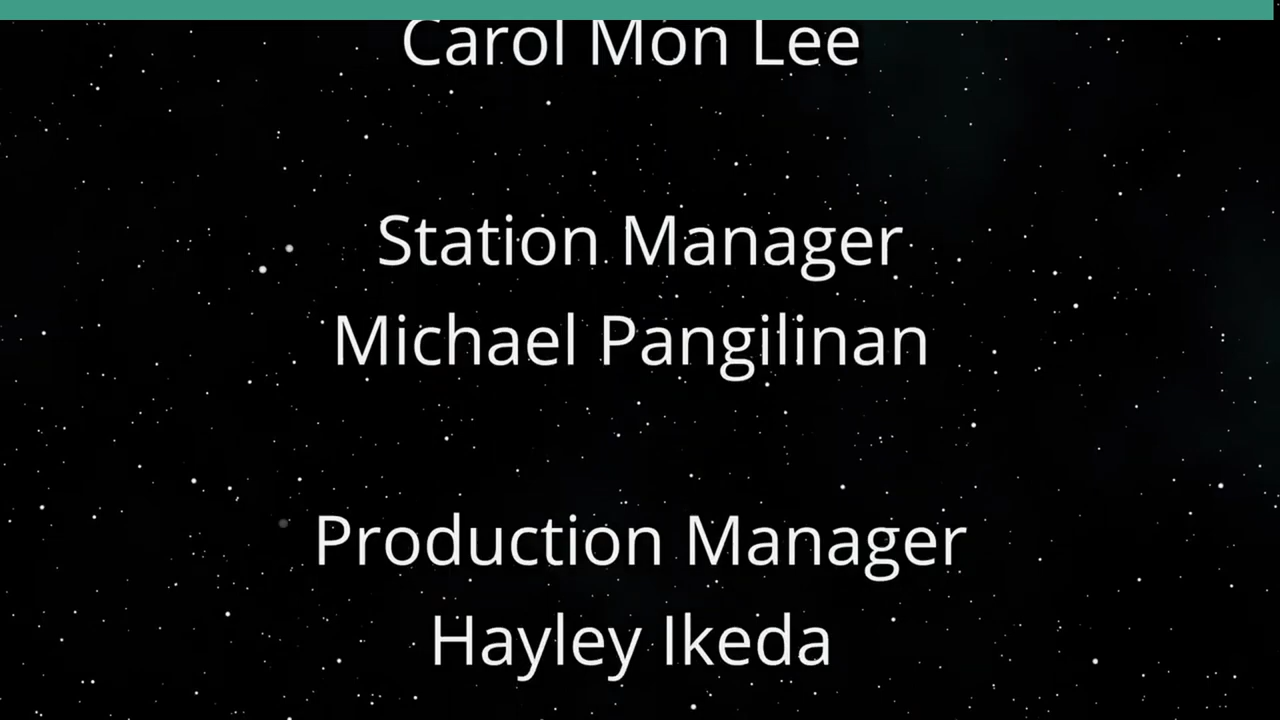 Carol Mon Lee
Station Manager
Michael Pangilinan
Production Manager
Hayley Ikeda